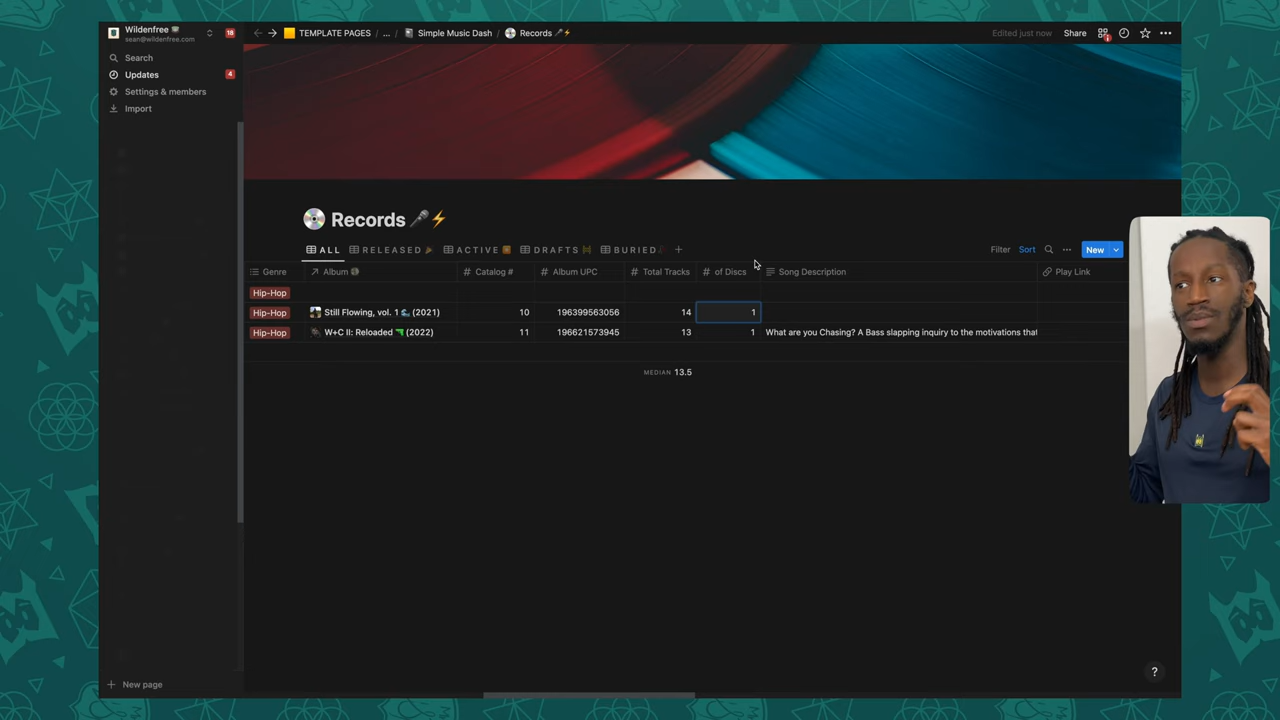 Wildenfree
sean@wildenfree.com
18
TEMPLATE PAGES / ... / Simple Music Dash / Records
Edited just now Share
Search
Updates 4
Settings & members
Import
Records
ALL RELEASED ACTIVE DRAFTS BURIED
Filter Sort New
Genre Album Catalog # Album UPC Total Tracks # of Discs Song Description Play Link
Hip-Hop
Hip-Hop Still Flowing, vol. 1 (2021) 10 196399563056 14 1
Hip-Hop W+C II: Reloaded (2022) 11 196621573945 13 1 What are you Chasing? A Bass slapping inquiry to the motivations that
MEDIAN 13.5
New page
?